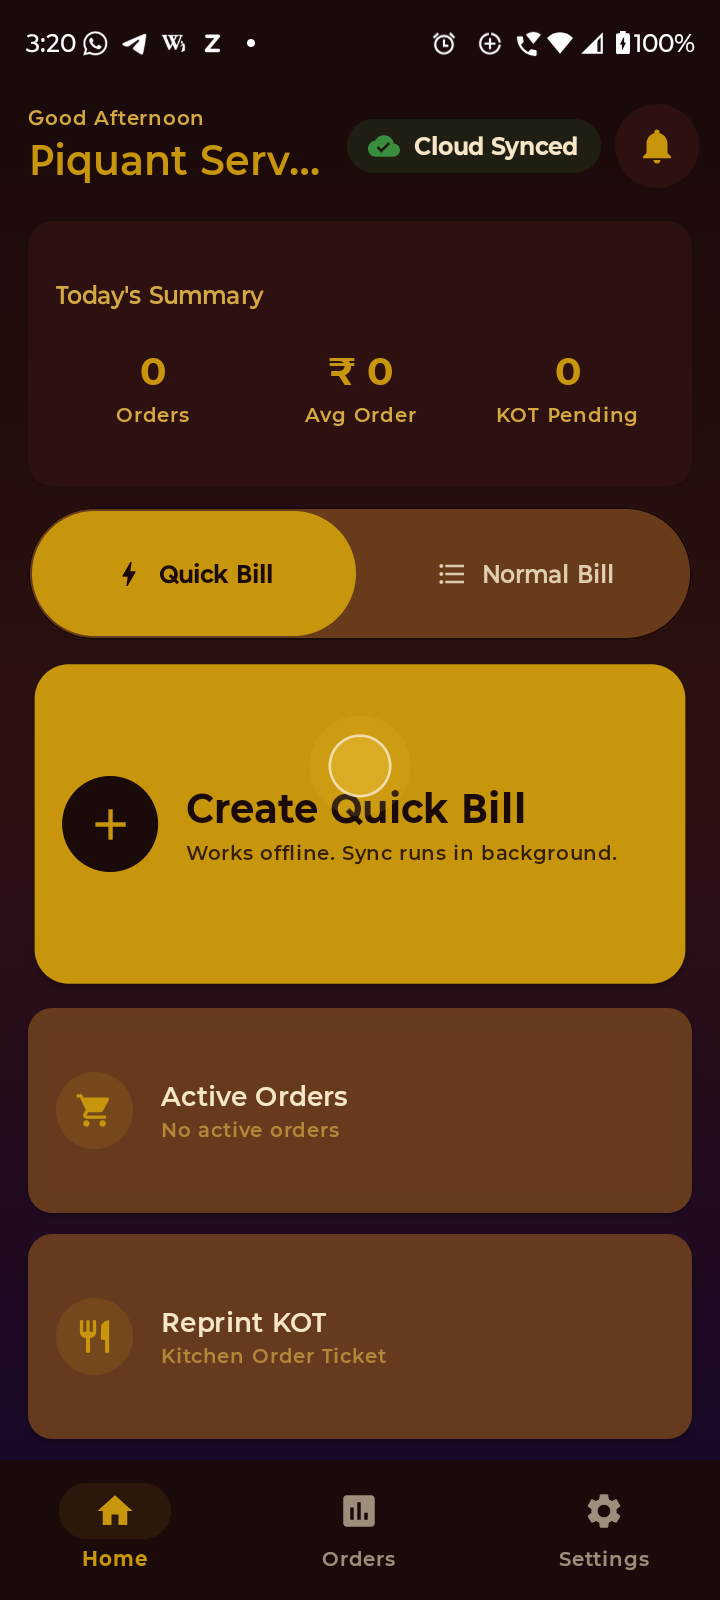 3:20
100%
Good Afternoon
Piquant Serv...
Cloud Synced
Today's Summary
0
₹ 0
0
Orders
Avg Order
KOT Pending
Quick Bill
Normal Bill
Create Quick Bill
Works offline. Sync runs in background.
Active Orders
No active orders
Reprint KOT
Kitchen Order Ticket
Home
Orders
Settings